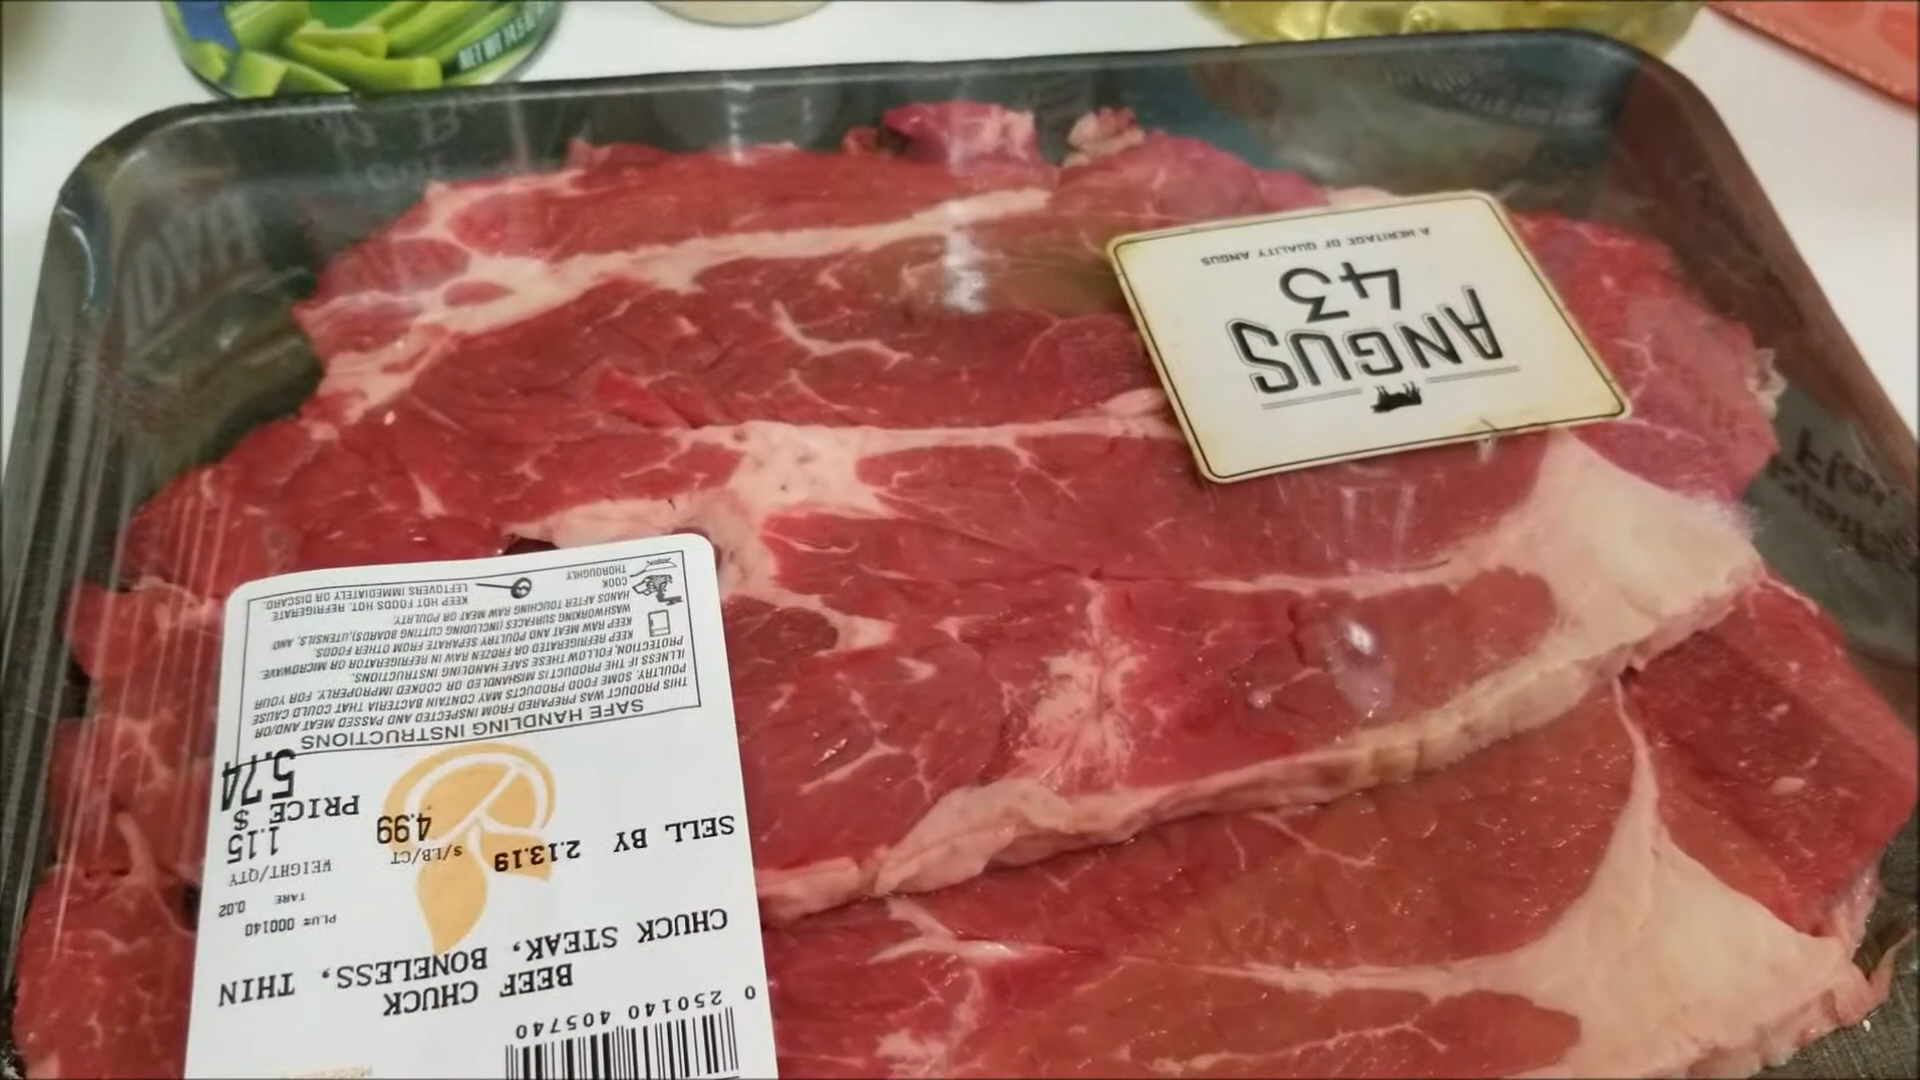 NET WT 14.5
ANGUS
43
A HERITAGE OF QUALITY ANGUS
0 250140 405740
BEEF CHUCK
CHUCK STEAK, BONELESS, THIN
SELL BY 2.13.19
PLU# 000140
TARE 0.02
WEIGHT/QTY
1.15
$/LB/CT
4.99
PRICE
$ 5.74
SAFE HANDLING INSTRUCTIONS
THIS PRODUCT WAS PREPARED FROM INSPECTED AND PASSED MEAT AND/OR
POULTRY. SOME FOOD PRODUCTS MAY CONTAIN BACTERIA THAT COULD CAUSE
ILLNESS IF THE PRODUCT IS MISHANDLED OR COOKED IMPROPERLY. FOR YOUR
PROTECTION, FOLLOW THESE SAFE HANDLING INSTRUCTIONS.
KEEP REFRIGERATED OR FROZEN
THAW IN REFRIGERATOR OR MICROWAVE.
KEEP RAW MEAT AND POULTRY SEPARATE FROM OTHER FOODS.
WASH WORKING SURFACES (INCLUDING CUTTING BOARDS), UTENSILS, AND
HANDS AFTER TOUCHING RAW MEAT OR POULTRY.
COOK
THOROUGHLY
KEEP HOT FOODS HOT. REFRIGERATE
LEFTOVERS IMMEDIATELY OR DISCARD.